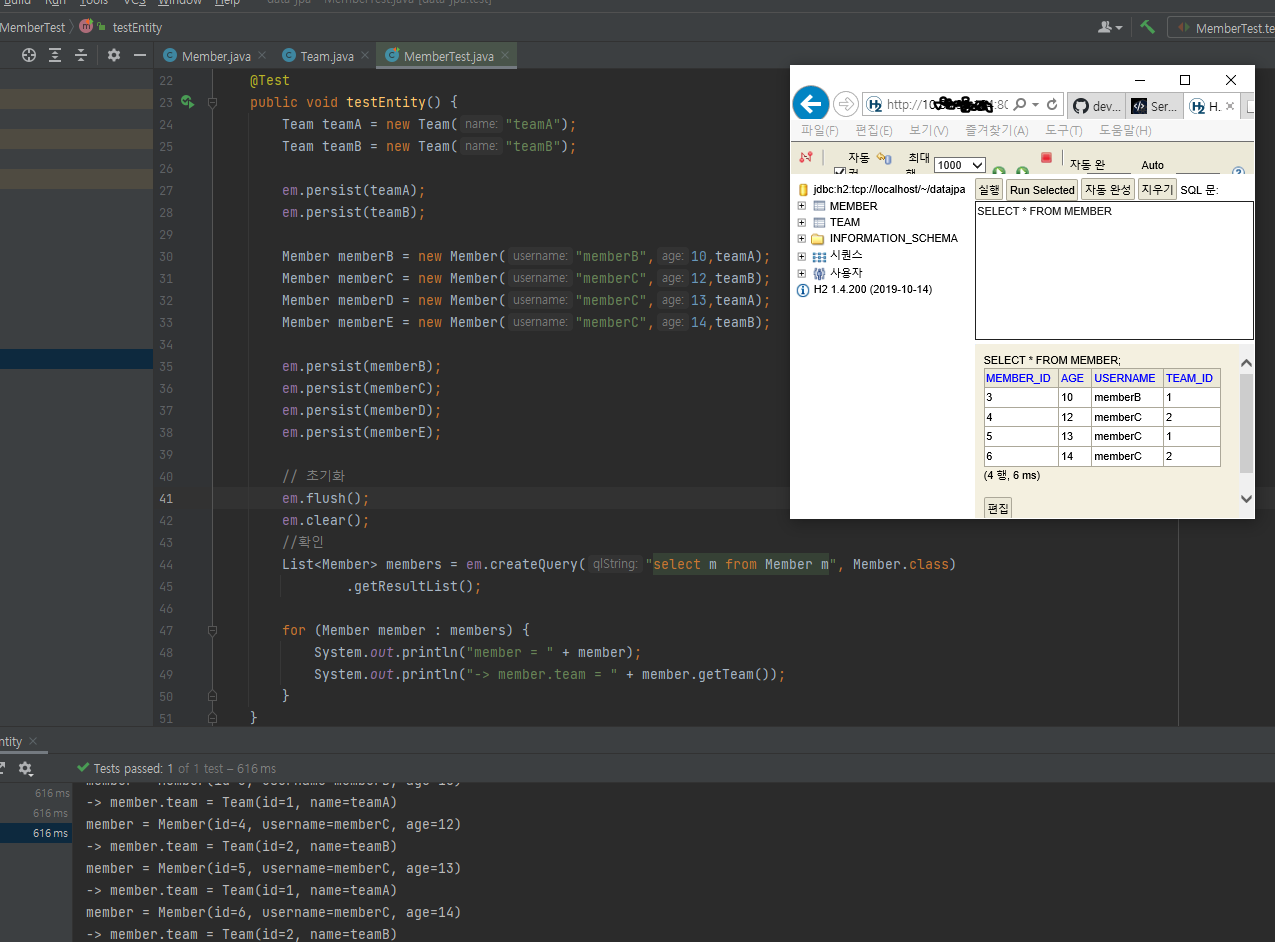 Build Run Tools VCS Window Help data-jpa - MemberTest.java [data-jpa.test]
MemberTest testEntity
MemberTest.te
Member.java Team.java MemberTest.java
22 @Test
23 public void testEntity() {
24 Team teamA = new Team( name: "teamA");
25 Team teamB = new Team( name: "teamB");
26
27 em.persist(teamA);
28 em.persist(teamB);
29
30 Member memberB = new Member( username: "memberB", age: 10,teamA);
31 Member memberC = new Member( username: "memberC", age: 12,teamB);
32 Member memberD = new Member( username: "memberC", age: 13,teamA);
33 Member memberE = new Member( username: "memberC", age: 14,teamB);
34
35 em.persist(memberB);
36 em.persist(memberC);
37 em.persist(memberD);
38 em.persist(memberE);
39
40 // 초기화
41 em.flush();
42 em.clear();
43 //확인
44 List<Member> members = em.createQuery( qlString: "select m from Member m", Member.class)
45 .getResultList();
46
47 for (Member member : members) {
48 System.out.println("member = " + member);
49 System.out.println("-> member.team = " + member.getTeam());
50 }
51 }
http://10 :80 dev... Ser... H.
파일(F) 편집(E) 보기(V) 즐겨찾기(A) 도구(T) 도움말(H)
자동 최대 1000 자동 완 Auto
jdbc:h2:tcp://localhost/~/datajpa
MEMBER
TEAM
INFORMATION_SCHEMA
시퀀스
사용자
H2 1.4.200 (2019-10-14)
실행 Run Selected 자동 완성 지우기 SQL 문:
SELECT * FROM MEMBER
SELECT * FROM MEMBER;
MEMBER_ID AGE USERNAME TEAM_ID
3 10 memberB 1
4 12 memberC 2
5 13 memberC 1
6 14 memberC 2
(4 행, 6 ms)
편집
ntity
Tests passed: 1 of 1 test – 616 ms
616 ms
616 ms
616 ms
-> member.team = Team(id=1, name=teamA)
member = Member(id=4, username=memberC, age=12)
-> member.team = Team(id=2, name=teamB)
member = Member(id=5, username=memberC, age=13)
-> member.team = Team(id=1, name=teamA)
member = Member(id=6, username=memberC, age=14)
-> member.team = Team(id=2, name=teamB)